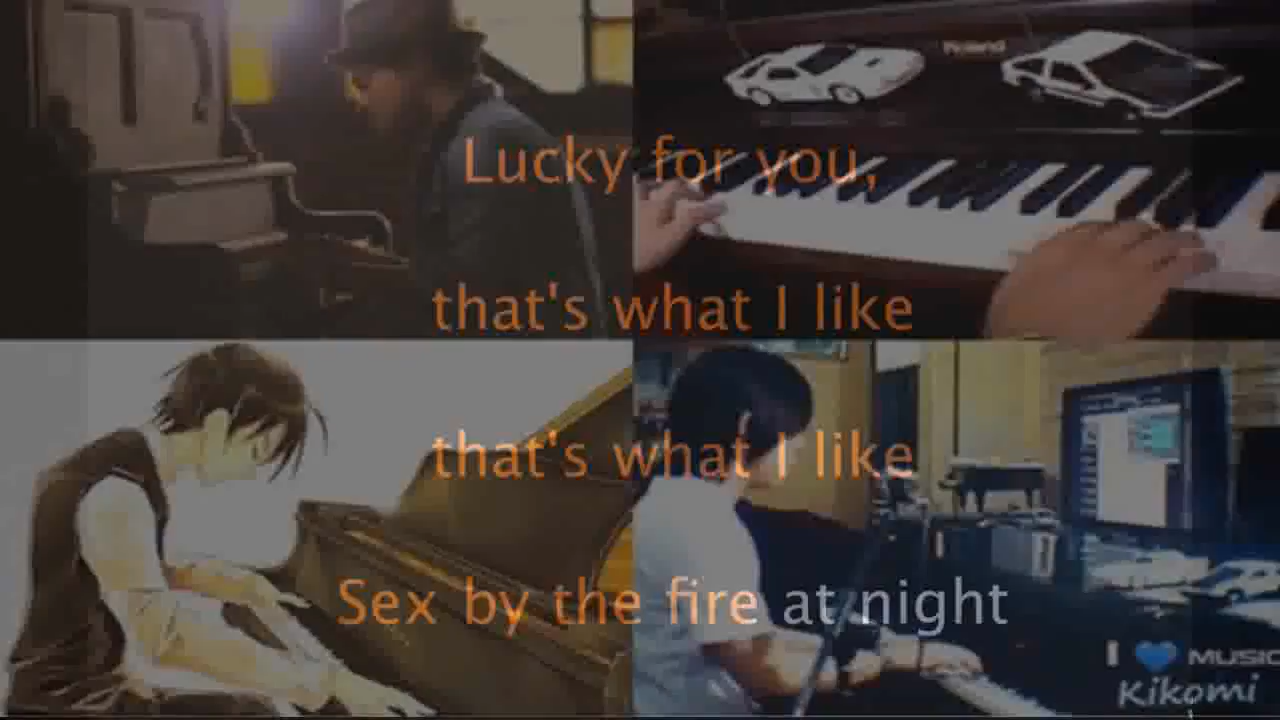 Roland
Lucky for you,
that's what I like
that's what I like
Sex by the fire at night
I MUSIC
Kikomi